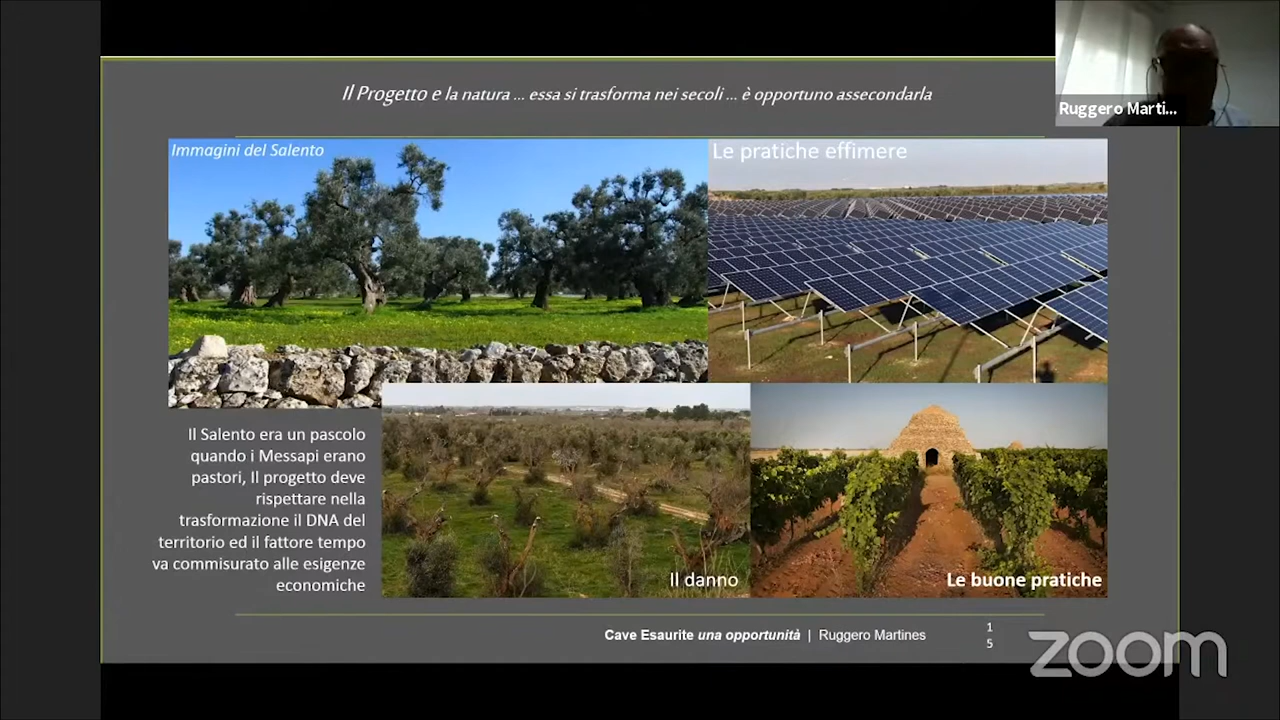 Il Progetto e la natura ... essa si trasforma nei secoli ... è opportuno assecondarla
Ruggero Marti...
Immagini del Salento
Le pratiche effimere
Il Salento era un pascolo
quando i Messapi erano
pastori, Il progetto deve
rispettare nella
trasformazione il DNA del
territorio ed il fattore tempo
va commisurato alle esigenze
economiche
Il danno
Le buone pratiche
Cave Esaurite una opportunità | Ruggero Martines
1
5
zoom